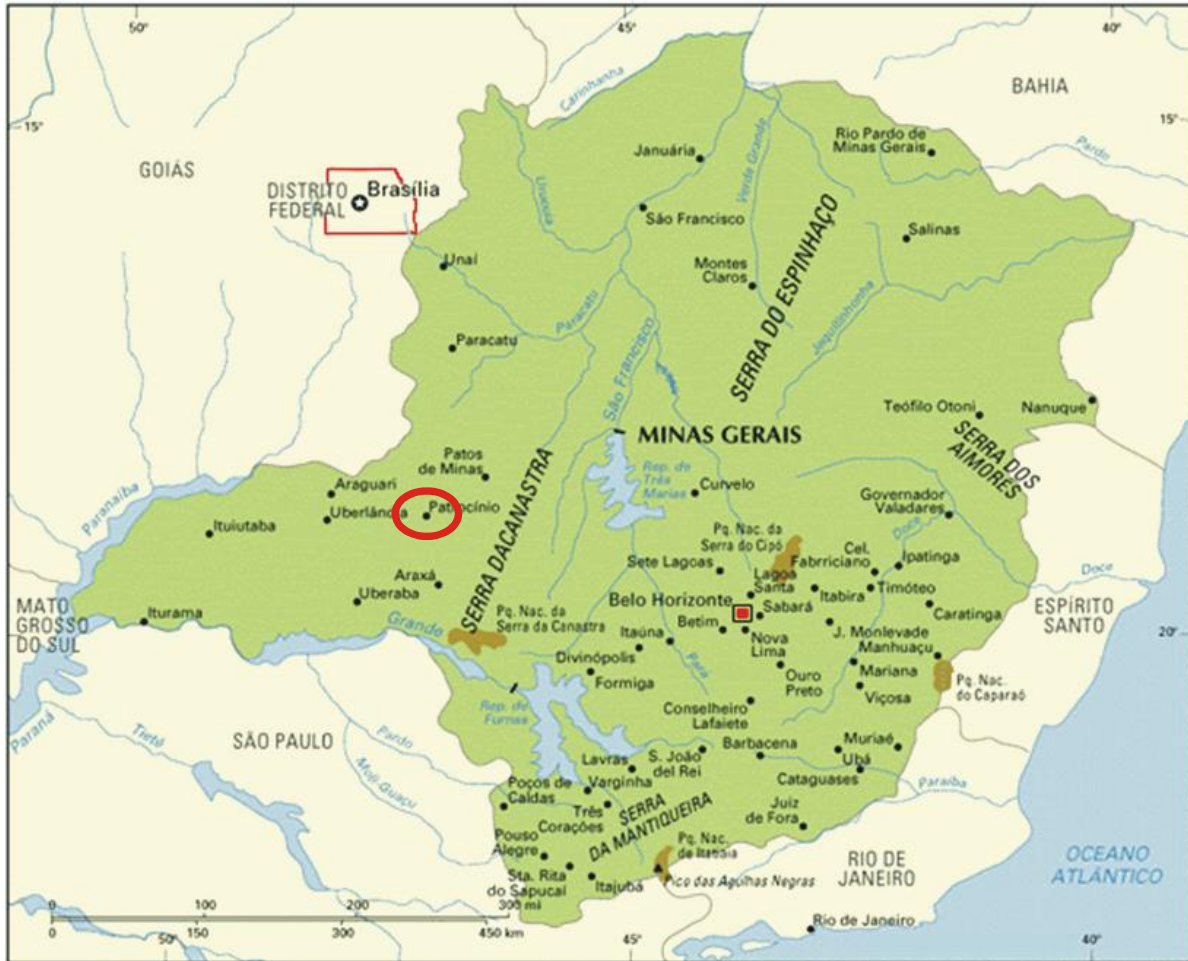 50°
45°
40°
BAHIA
Carinhanha
15°
15°
Rio Pardo de
Minas Gerais
Pardo
GOIÁS
Januária
Verde Grande
DISTRITO
FEDERAL
Brasília
Urucuia
São Francisco
SERRA DO ESPINHAÇO
Salinas
Unaí
Montes
Claros
Paracatu
Jequitinhonha
Paracatu
São Francisco
Teófilo Otoni
Nanuque
MINAS GERAIS
SERRA DOS
AIMORÉS
Patos
de Minas
Rep. de
Três
Marias
Curvelo
Paranaíba
Araguari
Uberlândia
Patrocínio
Ituiutaba
Governador
Valadares
SERRA DACANASTRA
Pq. Nac. da
Serra do Cipó
Doce
Cel.
Fabrriciano
Ipatinga
Sete Lagoas
Lagoa
Santa
Timóteo
Doce
Araxá
Uberaba
Itabira
Belo Horizonte
Sabará
Caratinga
ESPÍRITO
SANTO
MATO
GROSSO
DO SUL
Iturama
Grande
Pq. Nac. da
Serra da Canastra
Itaúna
Betim
Nova
Lima
J. Monlevade
Manhuaçu
20°
Divinópolis
Formiga
Pará
Ouro
Preto
Mariana
Viçosa
Pq. Nac.
do Caparaó
Rep. de
Furnas
Conselheiro
Lafaiete
Paraná
Tietê
SÃO PAULO
Pardo
Moji-Guaçu
Lavras
S. João
del Rei
Barbacena
Muriaé
Ubá
Cataguases
Paraíba
Poços de
Caldas
Varginha
Três
Corações
SERRA
DA MANTIQUEIRA
Juiz
de Fora
Pouso
Alegre
Pq. Nac.
de Itatiaia
Sta. Rita
do Sapucaí
Itajubá
Pico das Agulhas Negras
RIO DE
JANEIRO
OCEANO
ATLÂNTICO
0 100 200 300 mi
0 150 300 450 km
Rio de Janeiro
50°
45°
40°